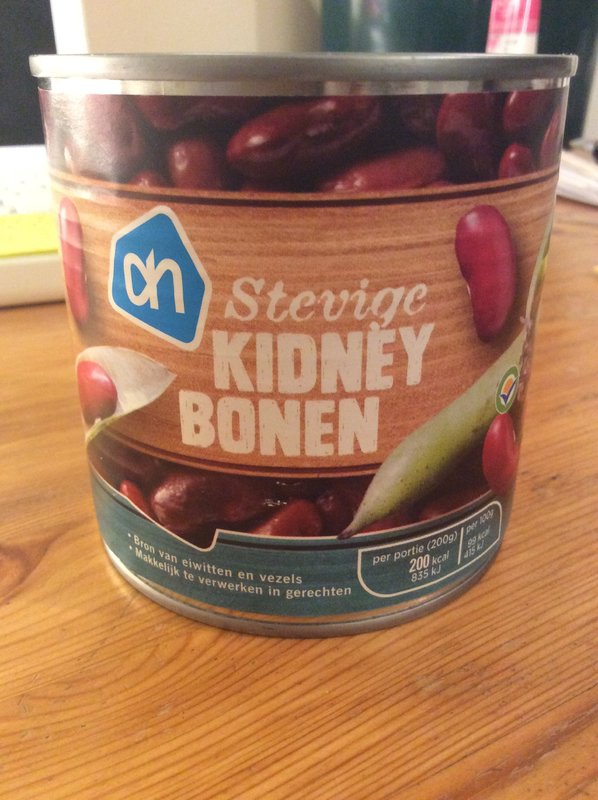 ah
Stevige
KIDNEY
BONEN
• Bron van eiwitten en vezels
• Makkelijk te verwerken in gerechten
per portie (200g)
200 kcal
835 kJ
per 100g
99 kcal
415 kJ